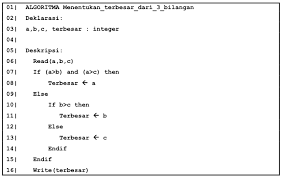 01| ALGORITMA Menentukan_terbesar_dari_3_bilangan
02| Deklarasi:
03| a,b,c, terbesar : integer
04|
05| Deskripsi:
06| Read(a,b,c)
07| If (a>b) and (a>c) then
08| Terbesar ← a
09| Else
10| If b>c then
11| Terbesar ← b
12| Else
13| Terbesar ← c
14| Endif
15| Endif
16| Write(terbesar)